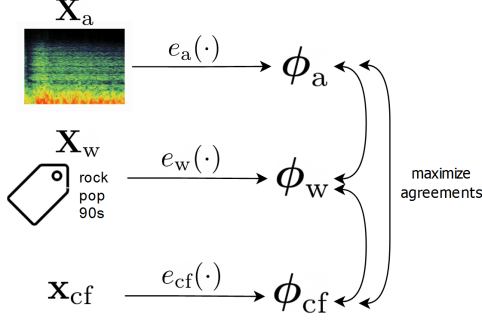 X_a
e_a(·)
ϕ_a
X_w
rock
pop
90s
e_w(·)
ϕ_w
maximize
agreements
x_cf
e_cf(·)
ϕ_cf